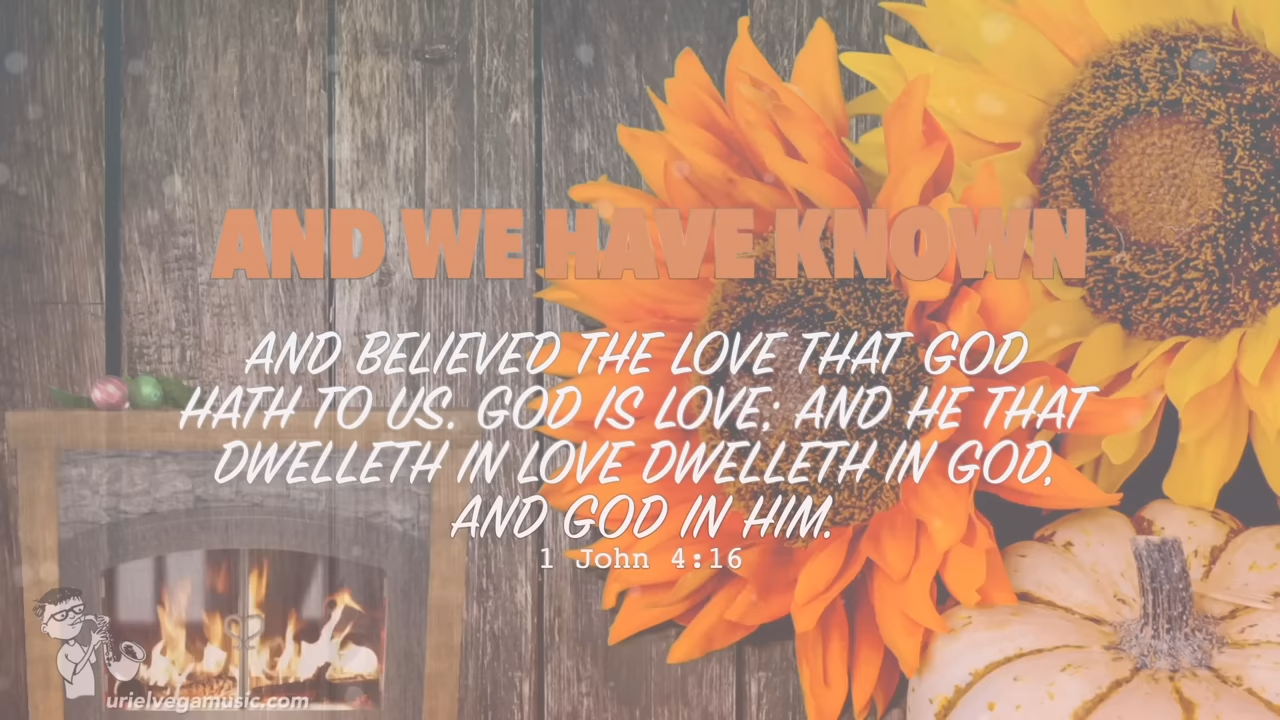 AND WE HAVE KNOWN
AND BELIEVED THE LOVE THAT GOD
HATH TO US. GOD IS LOVE; AND HE THAT
DWELLETH IN LOVE DWELLETH IN GOD,
AND GOD IN HIM.
1 John 4:16
urielvegamusic.com